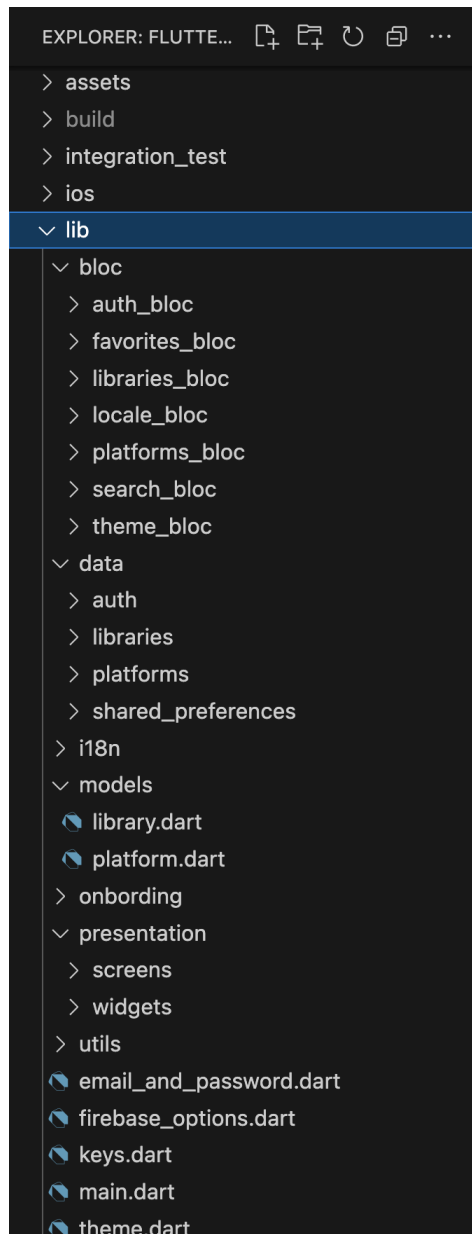 EXPLORER: FLUTTE...
assets
build
integration_test
ios
lib
bloc
auth_bloc
favorites_bloc
libraries_bloc
locale_bloc
platforms_bloc
search_bloc
theme_bloc
data
auth
libraries
platforms
shared_preferences
i18n
models
library.dart
platform.dart
onbording
presentation
screens
widgets
utils
email_and_password.dart
firebase_options.dart
keys.dart
main.dart
theme.dart